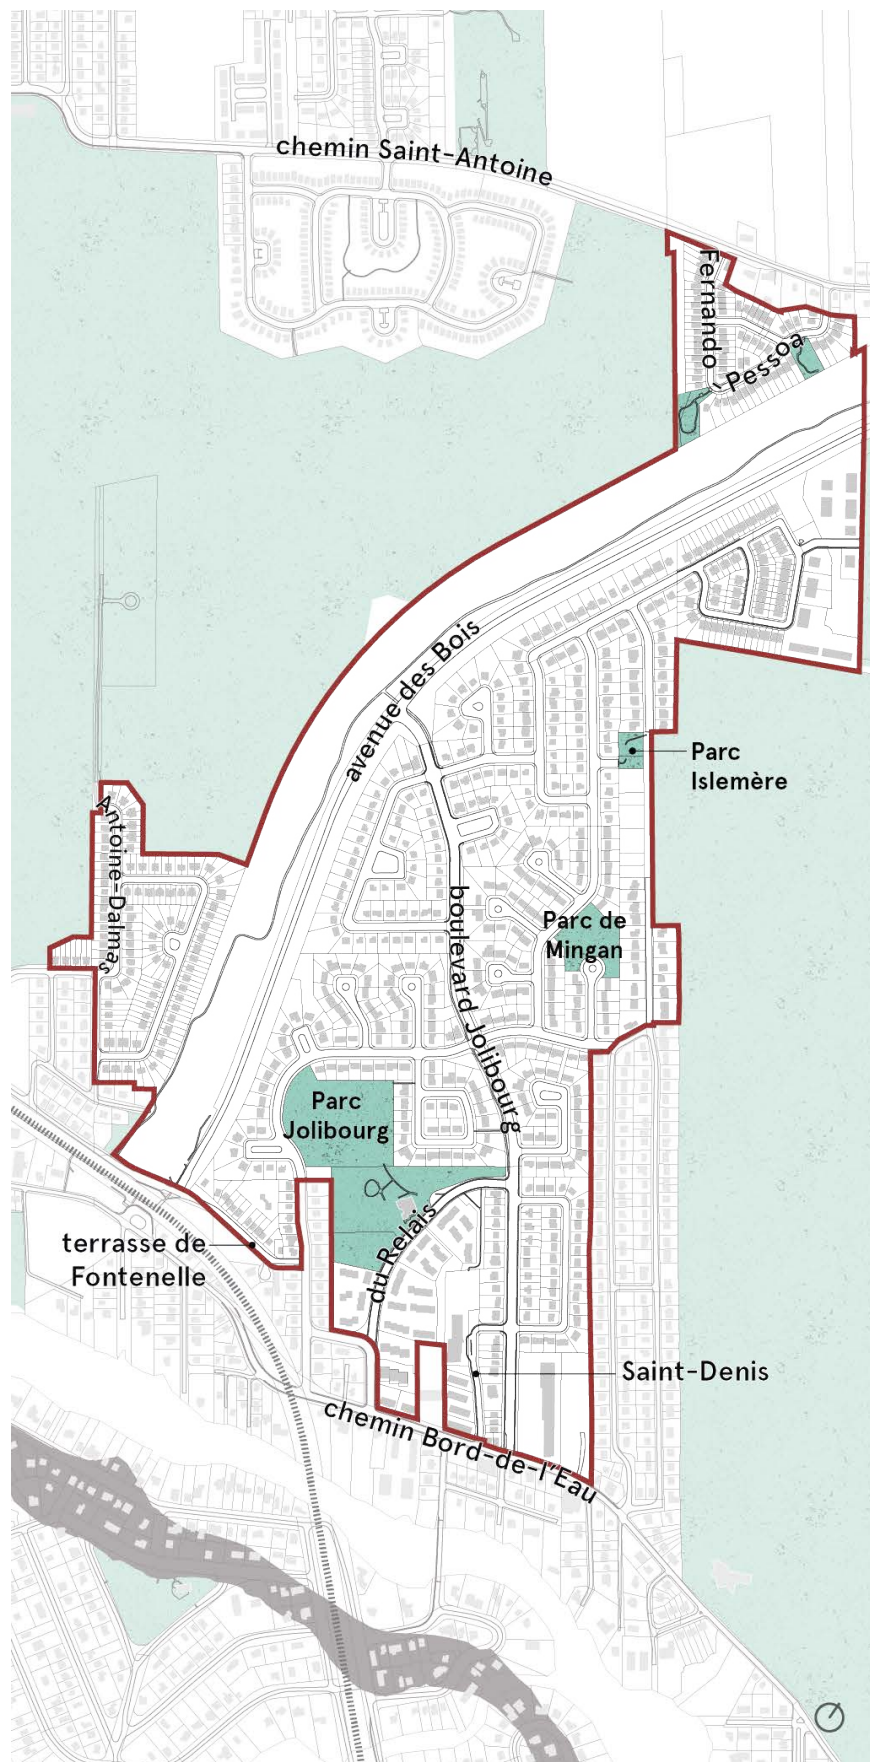 chemin Saint-Antoine
Fernando
Pessoa
avenue des Bois
Parc
Islemère
Antoine-Dalmas
boulevard Jolibourg
Parc de
Mingan
Parc
Jolibourg
du Relais
terrasse de
Fontenelle
Saint-Denis
chemin Bord-de-l'Eau